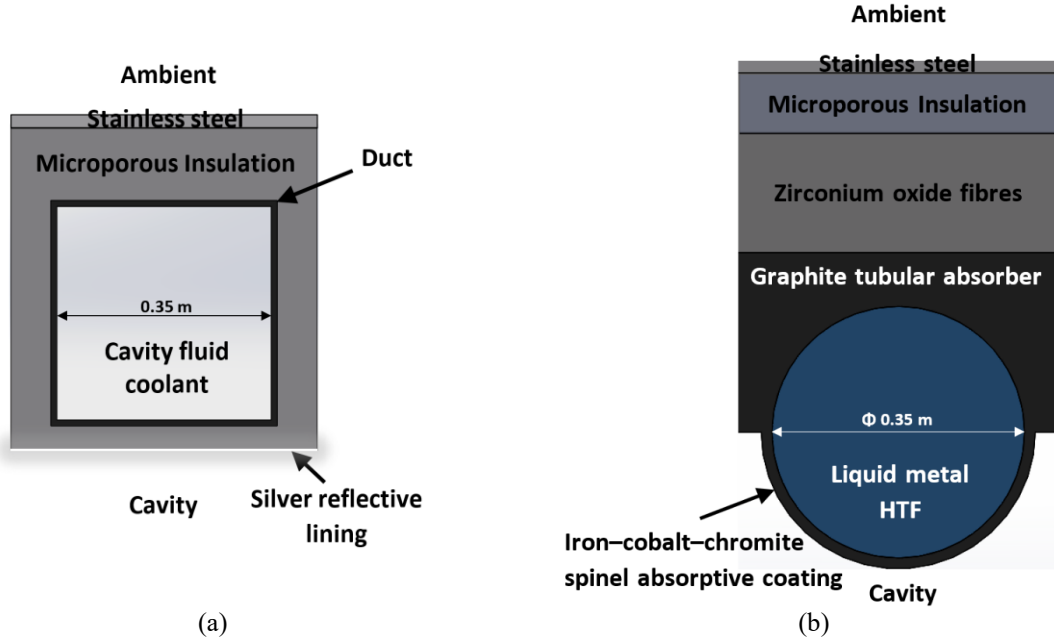 Ambient
Stainless steel
Microporous Insulation
Duct
0.35 m
Cavity fluid
coolant
Cavity
Silver reflective
lining
(a)
Ambient
Stainless steel
Microporous Insulation
Zirconium oxide fibres
Graphite tubular absorber
Φ 0.35 m
Liquid metal
HTF
Iron–cobalt–chromite
spinel absorptive coating
Cavity
(b)